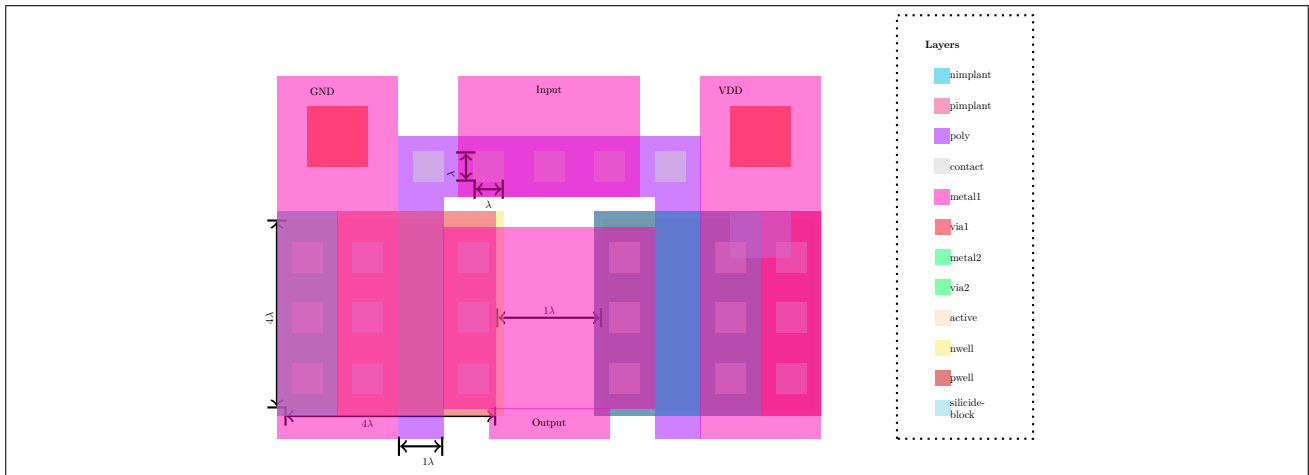 Layers
GND
Input
VDD
nimplant
pimplant
poly
contact
metal1
via1
metal2
via2
active
nwell
pwell
silicide-
block
λ
λ
4λ
1λ
4λ
Output
1λ